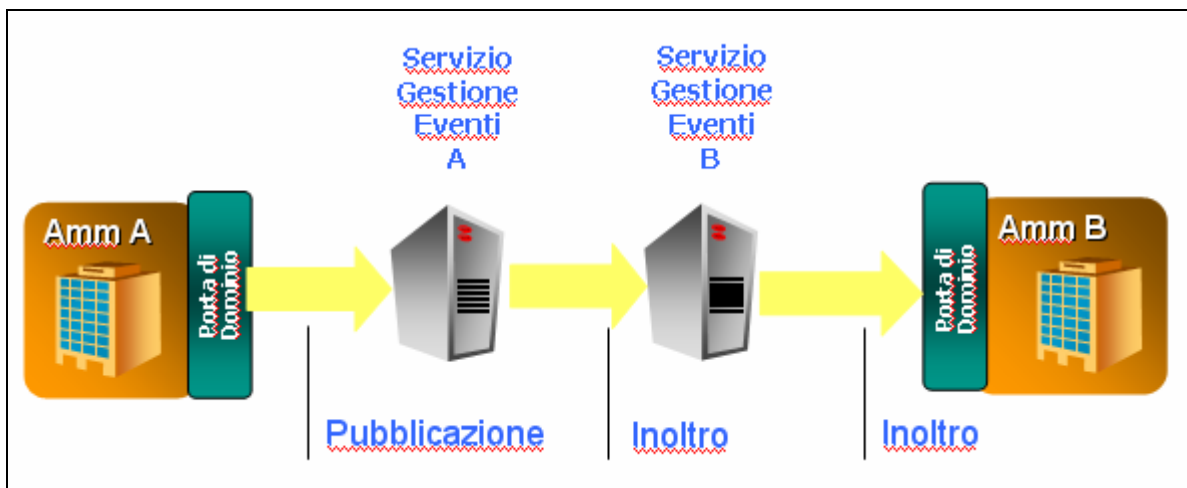 Servizio
Gestione
Eventi
A
Servizio
Gestione
Eventi
B
Amm A
Porta di
Dominio
Porta di
Dominio
Amm B
Pubblicazione
Inoltro
Inoltro